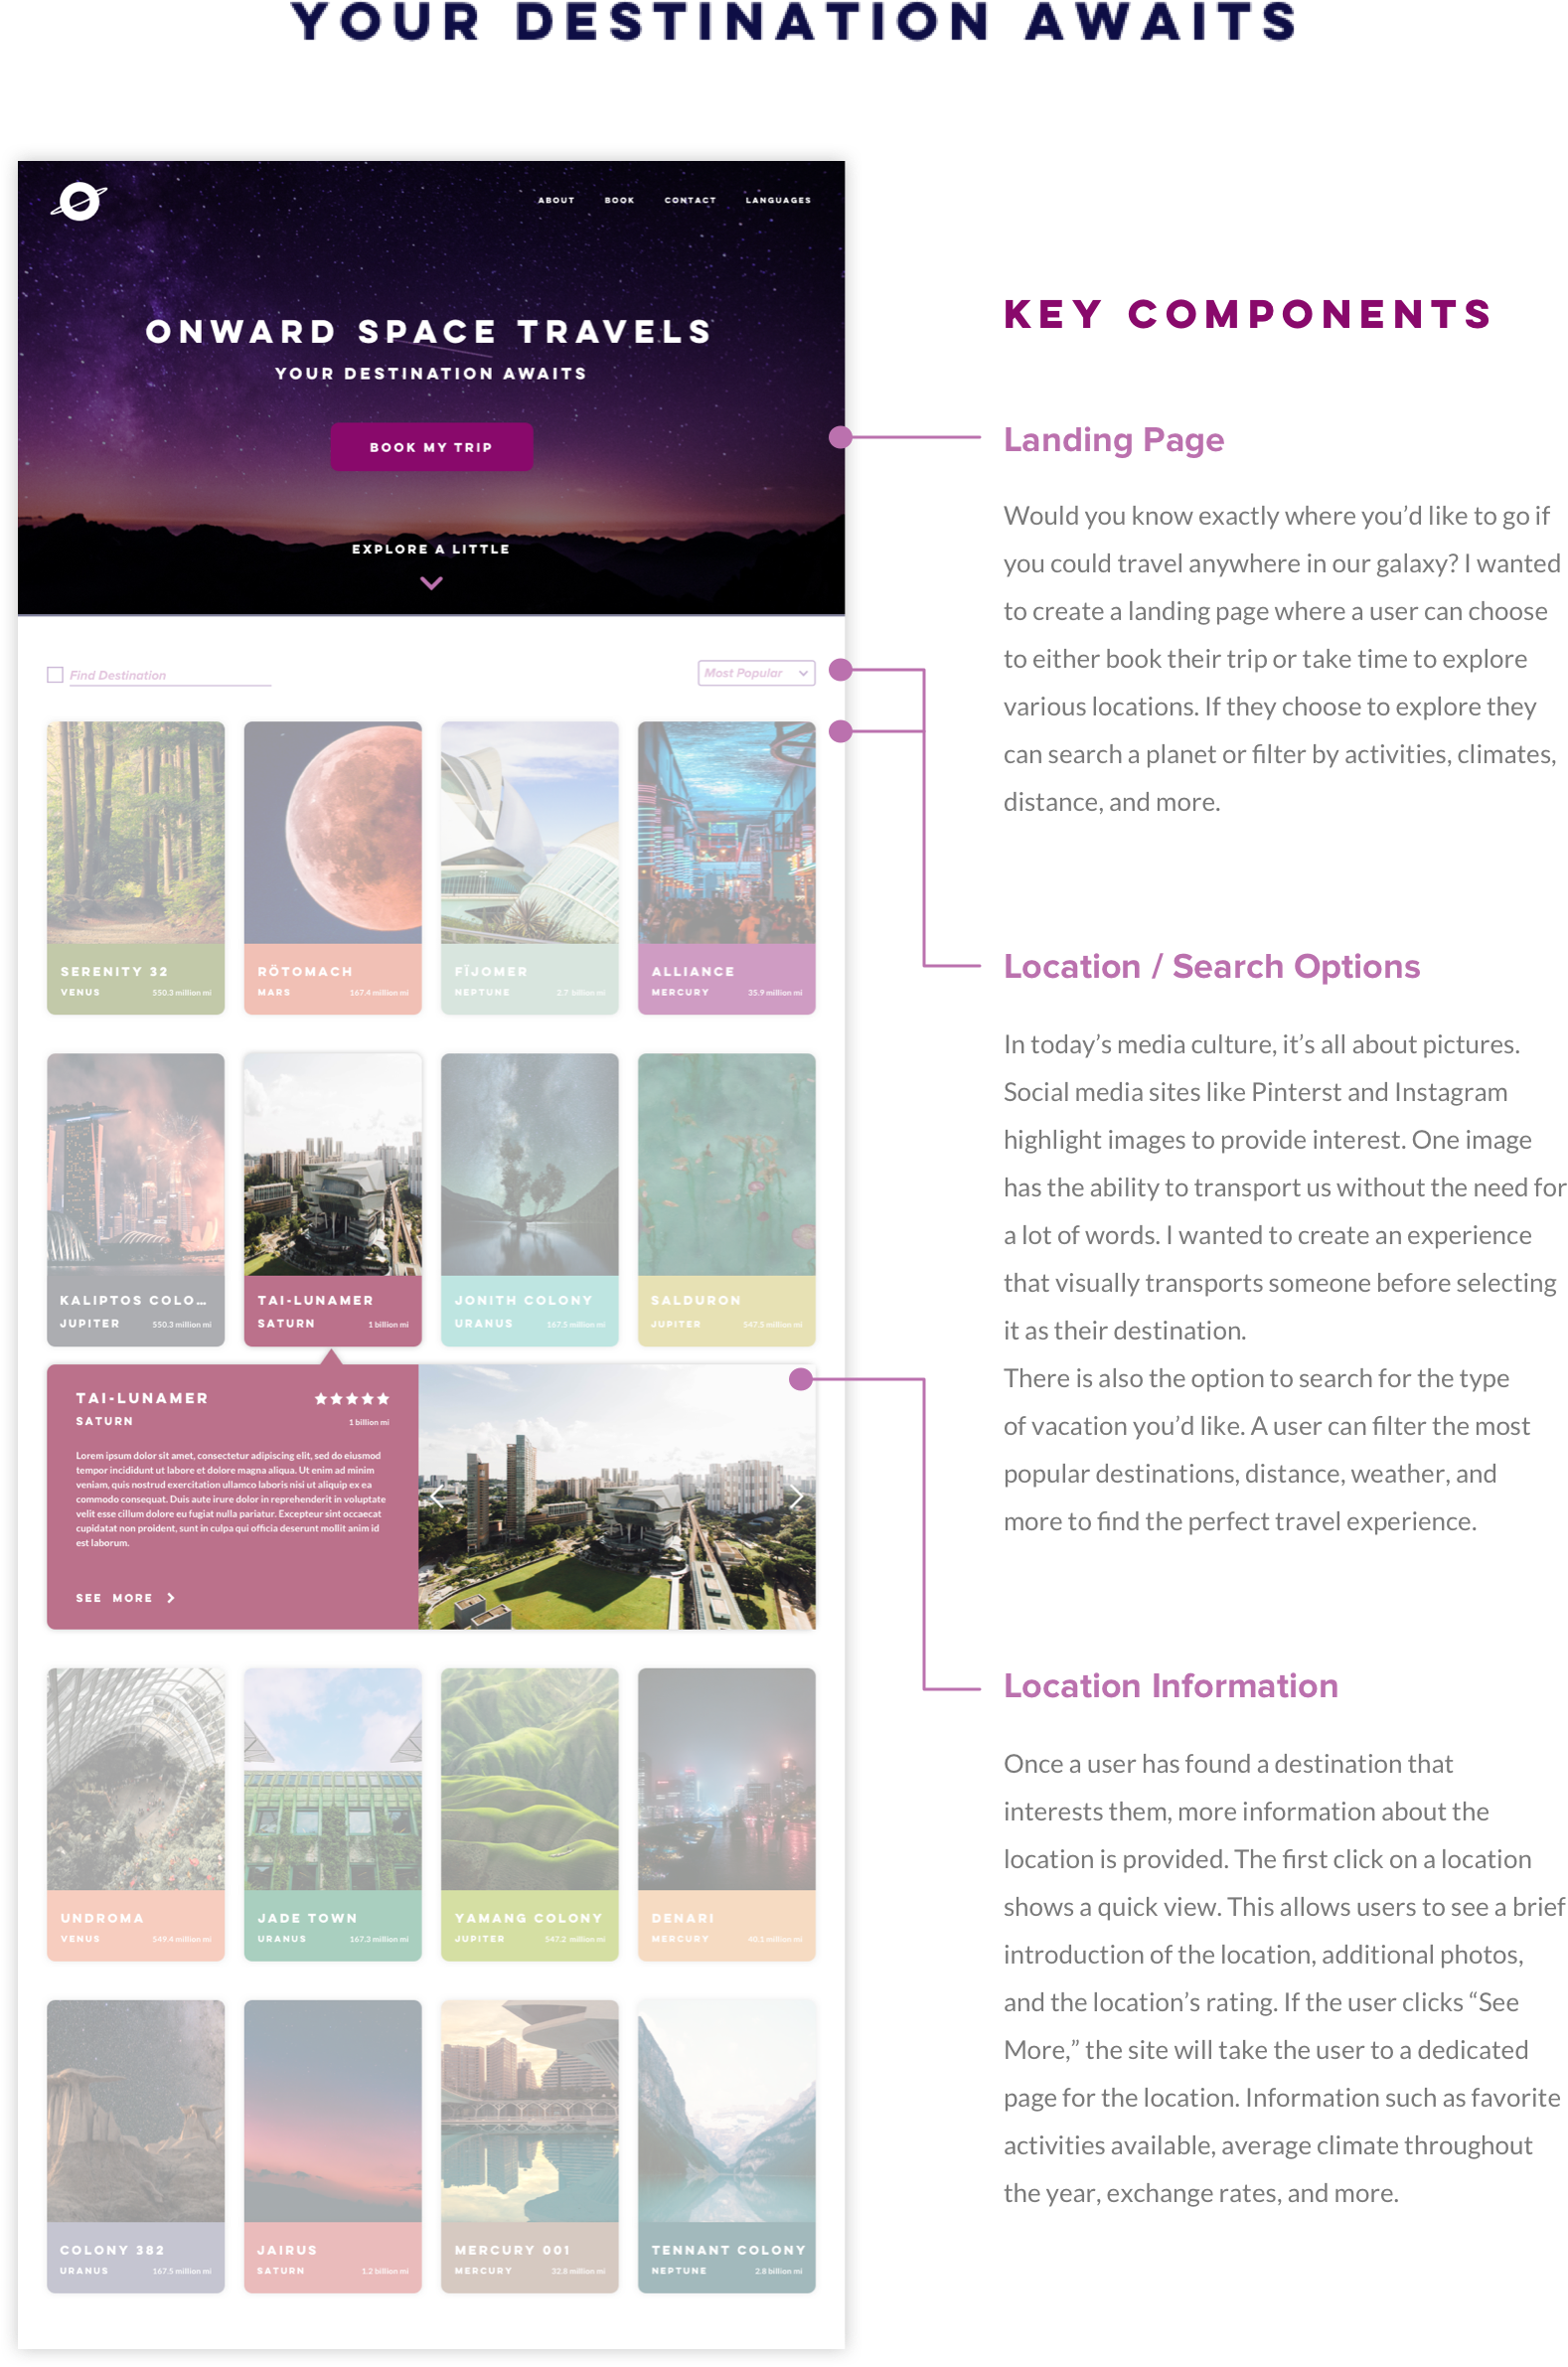 YOUR DESTINATION AWAITS
ABOUT BOOK CONTACT LANGUAGES
ONWARD SPACE TRAVELS
YOUR DESTINATION AWAITS
BOOK MY TRIP
EXPLORE A LITTLE
Find Destination
Most Popular
SERENITY 32
VENUS 550.3 million mi
RÖTOMACH
MARS 167.4 million mi
FÏJOMER
NEPTUNE 2.7 billion mi
ALLIANCE
MERCURY 35.9 million mi
KALIPTOS COLO...
JUPITER 550.3 million mi
TAI-LUNAMER
SATURN 1 billion mi
JONITH COLONY
URANUS 167.5 million mi
SALDURON
JUPITER 547.5 million mi
TAI-LUNAMER
SATURN 1 billion mi
Lorem ipsum dolor sit amet, consectetur adipiscing elit, sed do eiusmod
tempor incididunt ut labore et dolore magna aliqua. Ut enim ad minim
veniam, quis nostrud exercitation ullamco laboris nisi ut aliquip ex ea
commodo consequat. Duis aute irure dolor in reprehenderit in voluptate
velit esse cillum dolore eu fugiat nulla pariatur. Excepteur sint occaecat
cupidatat non proident, sunt in culpa qui officia deserunt mollit anim id
est laborum.
SEE MORE
UNDROMA
VENUS 549.4 million mi
JADE TOWN
URANUS 167.3 million mi
YAMANG COLONY
JUPITER 547.2 million mi
DENARI
MERCURY 40.1 million mi
COLONY 382
URANUS 167.5 million mi
JAIRUS
SATURN 1.2 billion mi
MERCURY 001
MERCURY 32.8 million mi
TENNANT COLONY
NEPTUNE 2.8 billion mi
KEY COMPONENTS
Landing Page
Would you know exactly where you’d like to go if
you could travel anywhere in our galaxy? I wanted
to create a landing page where a user can choose
to either book their trip or take time to explore
various locations. If they choose to explore they
can search a planet or filter by activities, climates,
distance, and more.
Location / Search Options
In today’s media culture, it’s all about pictures.
Social media sites like Pinterst and Instagram
highlight images to provide interest. One image
has the ability to transport us without the need for
a lot of words. I wanted to create an experience
that visually transports someone before selecting
it as their destination.
There is also the option to search for the type
of vacation you’d like. A user can filter the most
popular destinations, distance, weather, and
more to find the perfect travel experience.
Location Information
Once a user has found a destination that
interests them, more information about the
location is provided. The first click on a location
shows a quick view. This allows users to see a brief
introduction of the location, additional photos,
and the location’s rating. If the user clicks “See
More,” the site will take the user to a dedicated
page for the location. Information such as favorite
activities available, average climate throughout
the year, exchange rates, and more.